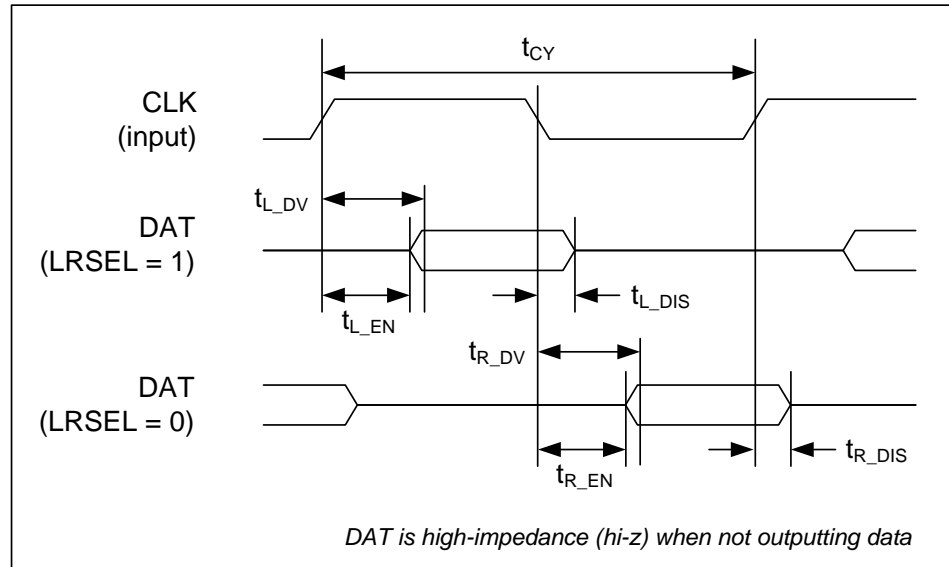 tCY
CLK
(input)
tL_DV
DAT
(LRSEL = 1)
tL_EN
tL_DIS
tR_DV
DAT
(LRSEL = 0)
tR_EN
tR_DIS
DAT is high-impedance (hi-z) when not outputting data